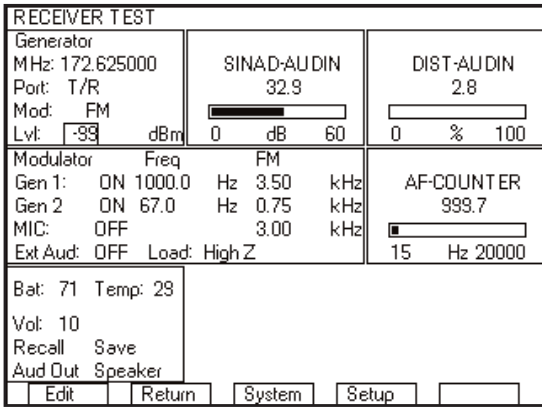 RECEIVER TEST
Generator
MHz: 172.625000
Port: T/R
Mod: FM
Lvl: -99 dBm
SINAD-AUDIN
32.9
0 dB 60
DIST-AUDIN
2.8
0 % 100
Modulator Freq FM
Gen 1: ON 1000.0 Hz 3.50 kHz
Gen 2 ON 67.0 Hz 0.75 kHz
MIC: OFF 3.00 kHz
Ext Aud: OFF Load: High Z
AF-COUNTER
999.7
15 Hz 20000
Bat: 71 Temp: 29
Vol: 10
Recall Save
Aud Out Speaker
Edit Return System Setup